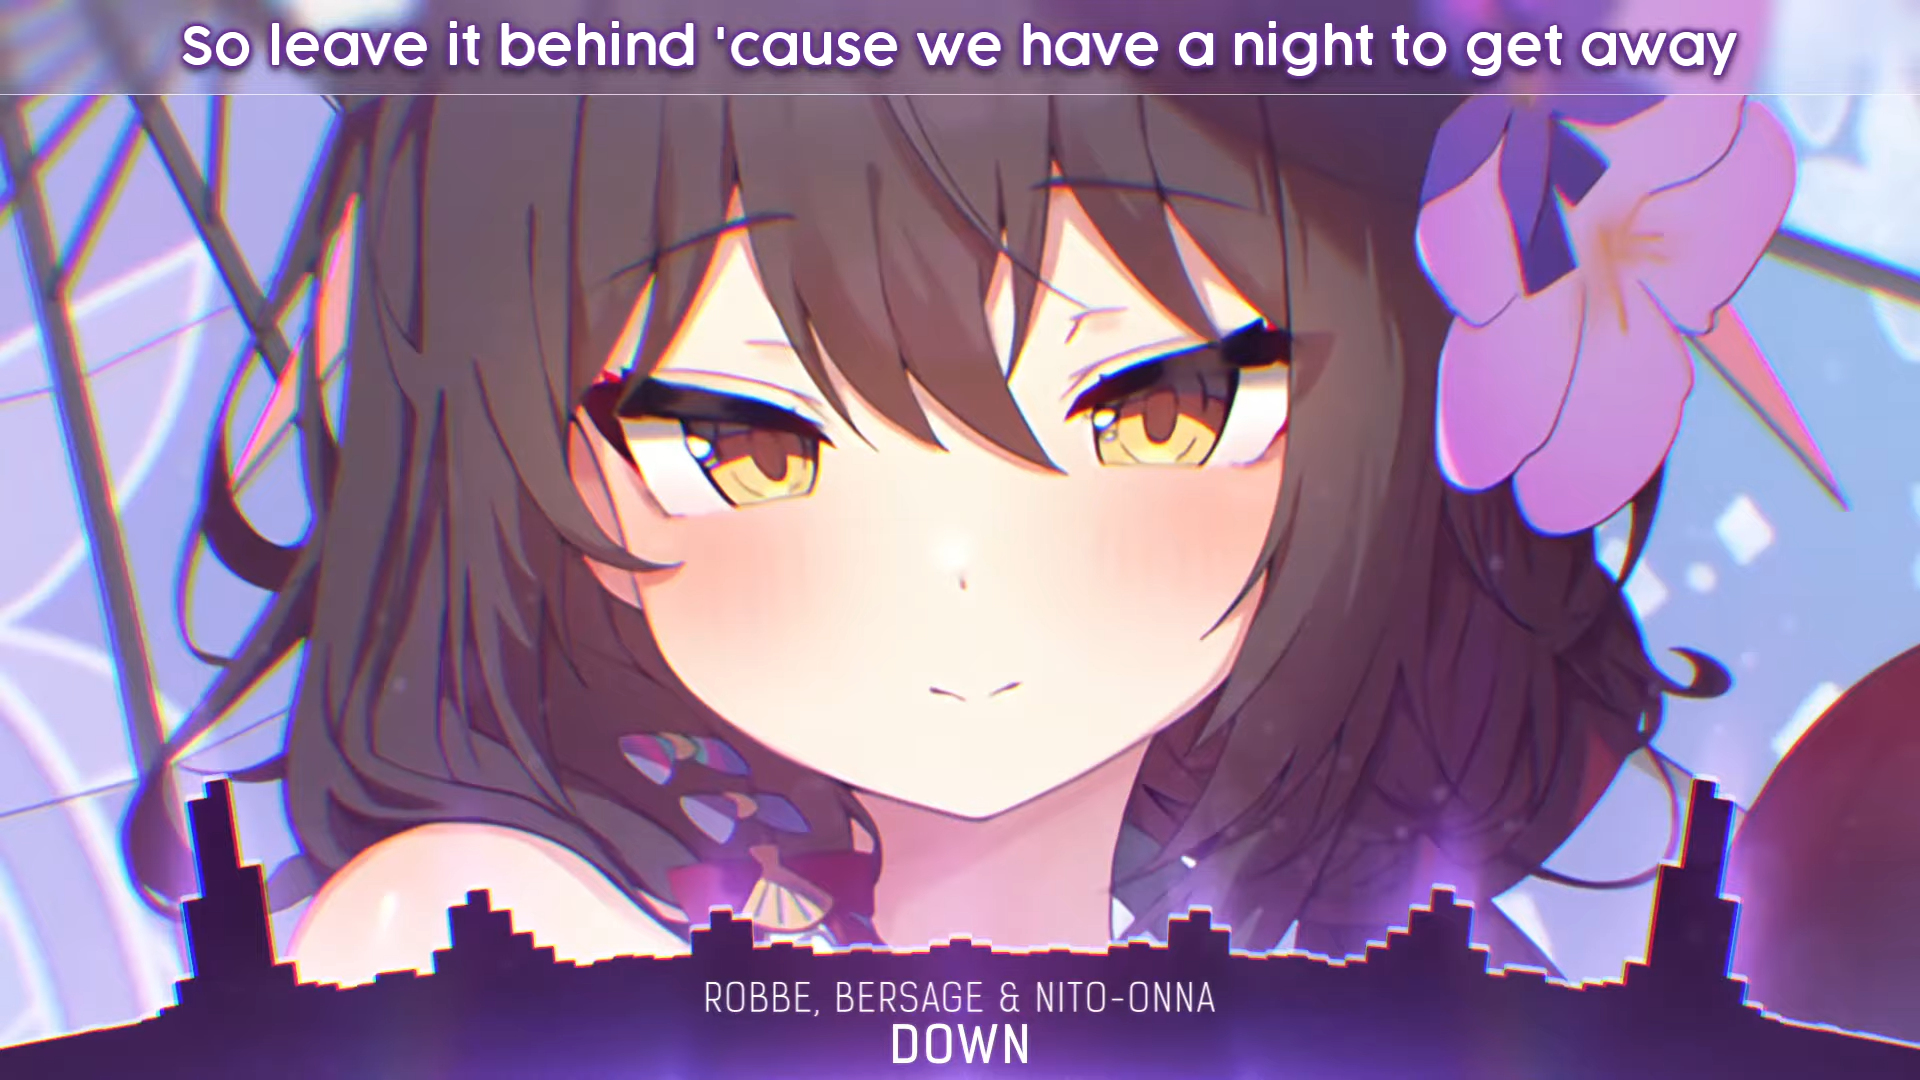 So leave it behind 'cause we have a night to get away
ROBBE, BERSAGE & NITO-ONNA
DOWN